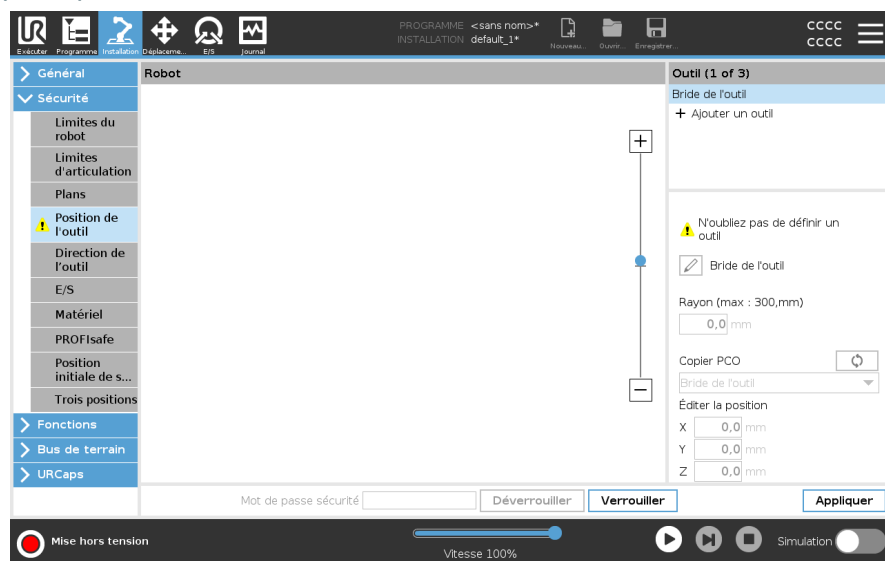 PROGRAMME <sans nom>*
INSTALLATION default_1*
Exécuter Programme Installation Déplaceme... E/S Journal
Nouveau... Ouvrir... Enregistrer...
CCCC
CCCC
Général
Sécurité
Limites du
robot
Limites
d'articulation
Plans
Position de
l'outil
Direction de
l'outil
E/S
Matériel
PROFIsafe
Position
initiale de s...
Trois positions
Fonctions
Bus de terrain
URCaps
Robot
Outil (1 of 3)
Bride de l'outil
+ Ajouter un outil
N'oubliez pas de définir un
outil
Bride de l'outil
Rayon (max : 300,mm)
0,0 mm
Copier PCO
Bride de l'outil
Éditer la position
X 0,0 mm
Y 0,0 mm
Z 0,0 mm
Mot de passe sécurité Déverrouiller Verrouiller Appliquer
Mise hors tension
Vitesse 100%
Simulation